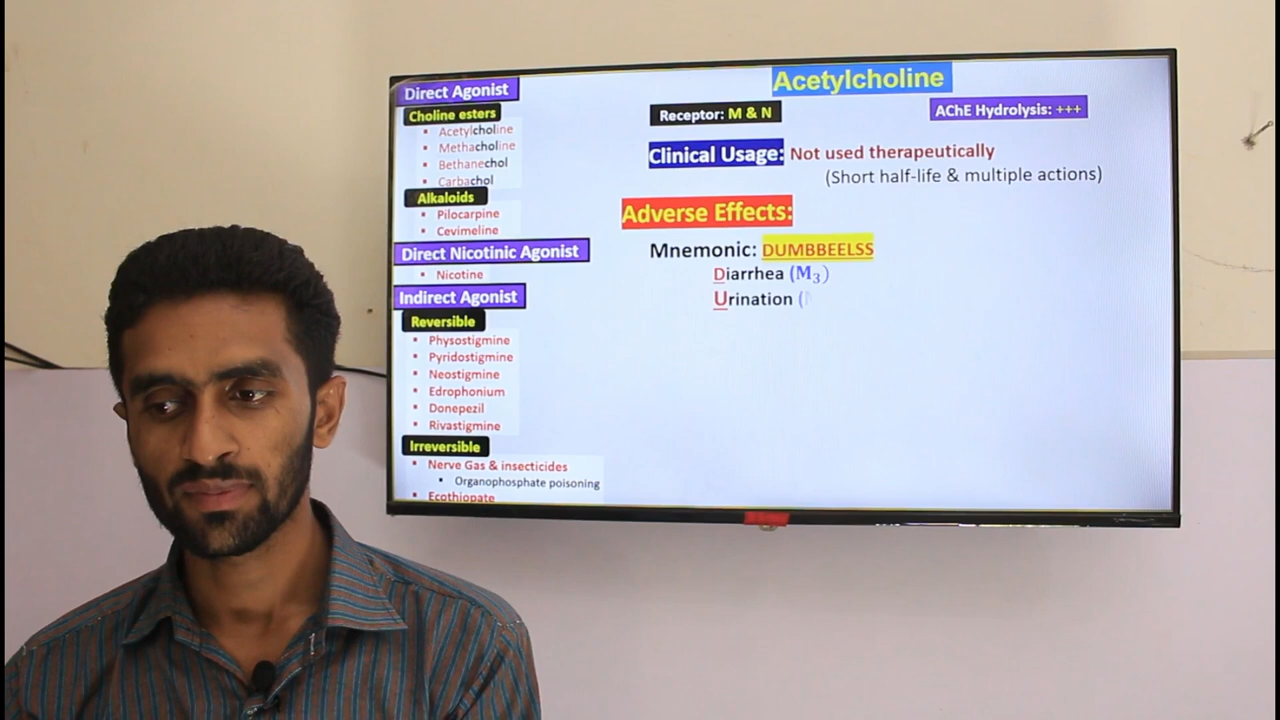 Direct Agonist
Choline esters
▪ Acetylcholine
▪ Methacholine
▪ Bethanechol
▪ Carbachol
Alkaloids
▪ Pilocarpine
▪ Cevimeline
Direct Nicotinic Agonist
▪ Nicotine
Indirect Agonist
Reversible
▪ Physostigmine
▪ Pyridostigmine
▪ Neostigmine
▪ Edrophonium
▪ Donepezil
▪ Rivastigmine
Irreversible
▪ Nerve Gas & insecticides
▪ Organophosphate poisoning
▪ Ecothiopate
Acetylcholine
Receptor: M & N
AChE Hydrolysis: +++
Clinical Usage: Not used therapeutically
(Short half-life & multiple actions)
Adverse Effects:
Mnemonic: DUMBBEELSS
Diarrhea (M₃)
Urination (